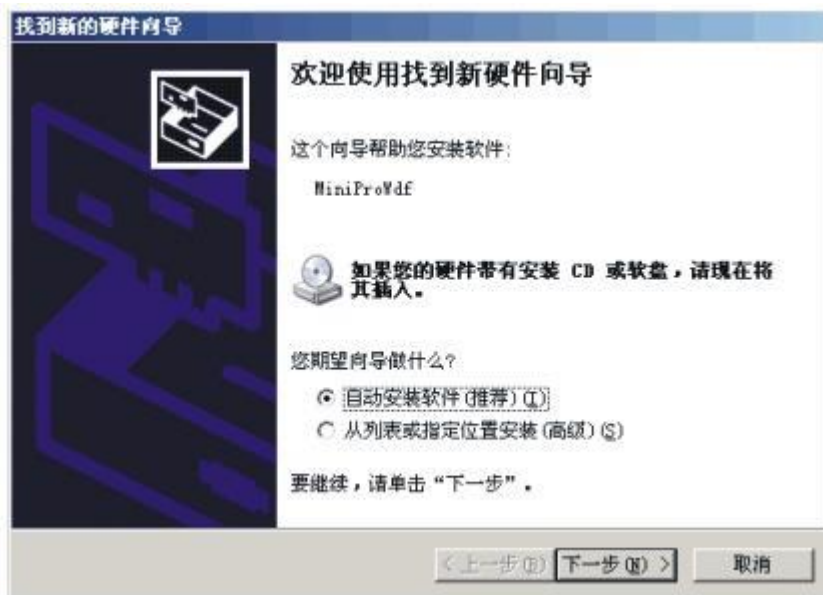 找到新的硬件向导
欢迎使用找到新硬件向导
这个向导帮助您安装软件:
MiniProWdf
如果您的硬件带有安装 CD 或软盘，请现在将
其插入。
您期望向导做什么?
自动安装软件(推荐)(I)
从列表或指定位置安装(高级)(S)
要继续，请单击“下一步”。
< 上一步(B)
下一步(N) >
取消